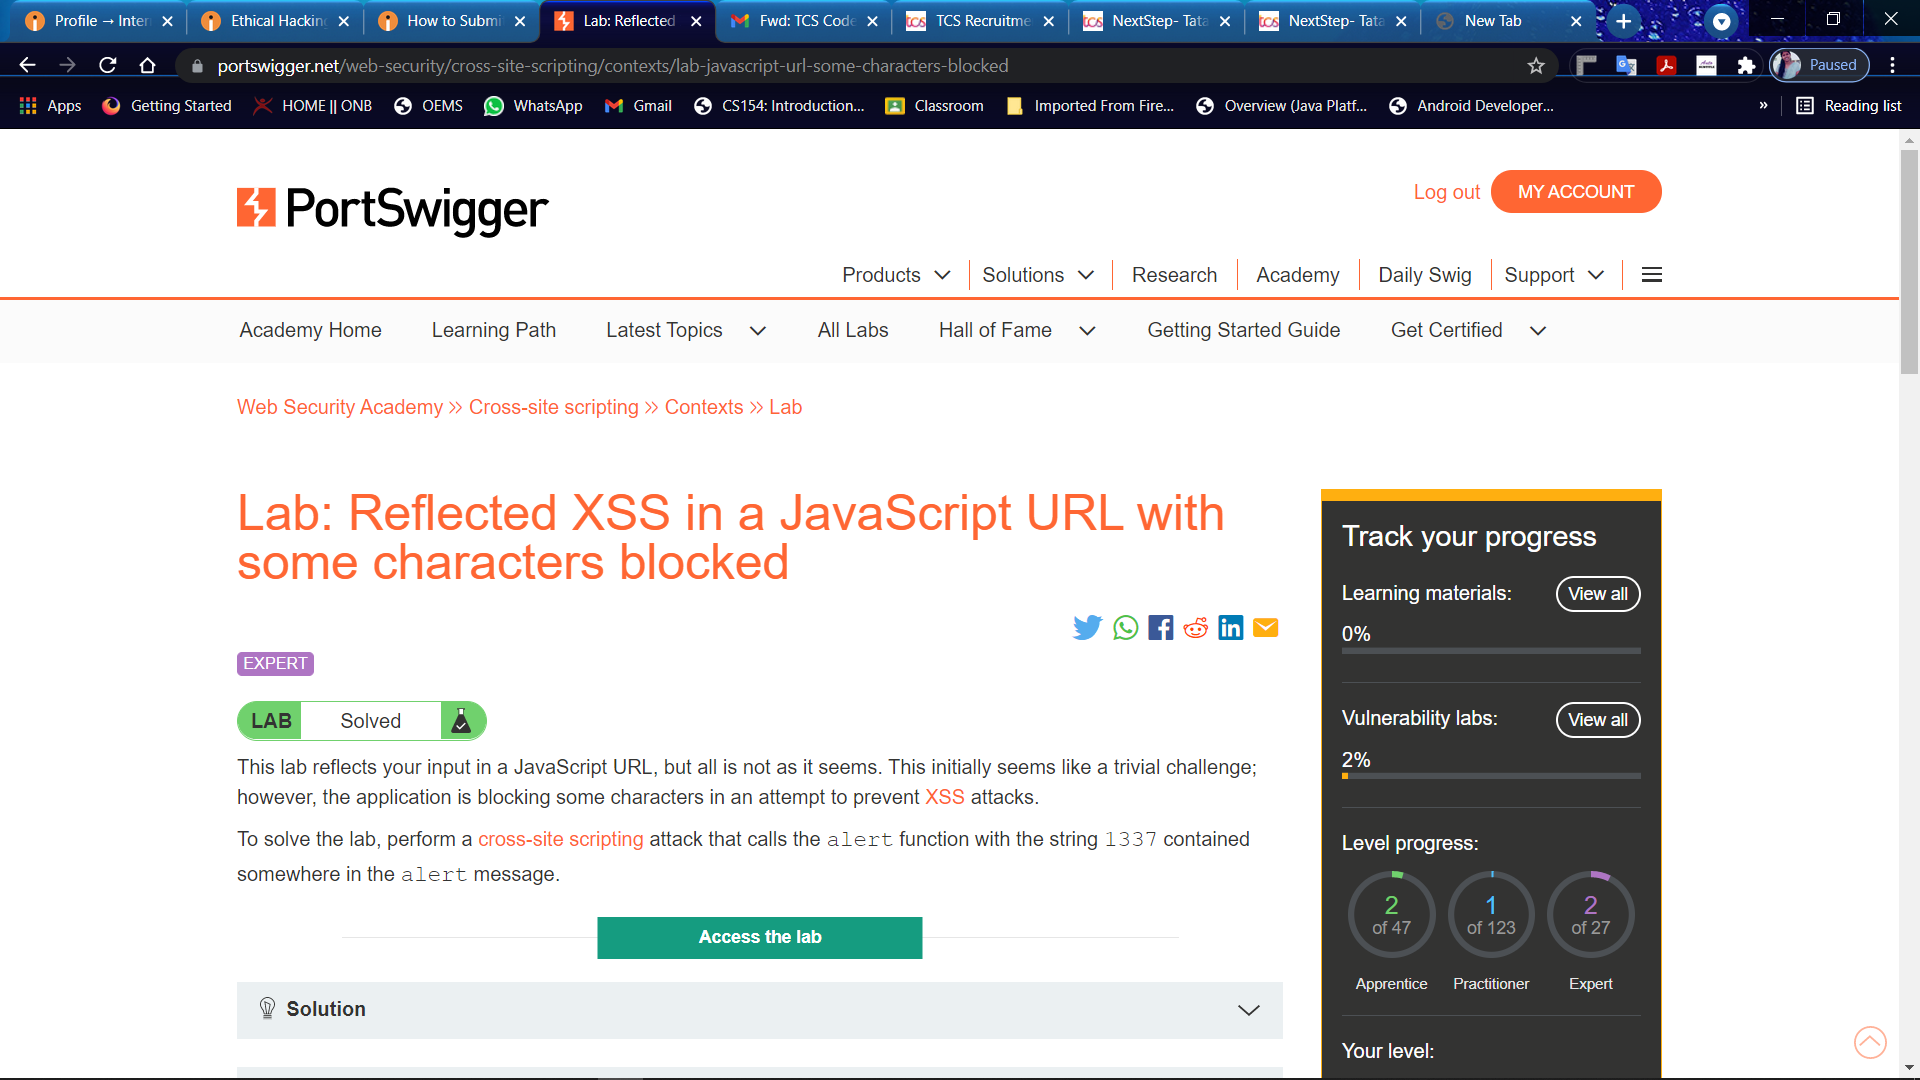 Profile → Inter
Ethical Hacking
How to Submi
Lab: Reflected
Fwd: TCS Code
TCS Recruitme
NextStep- Tata
NextStep- Tata
New Tab
portswigger.net/web-security/cross-site-scripting/contexts/lab-javascript-url-some-characters-blocked
Paused
Apps
Getting Started
HOME || ONB
OEMS
WhatsApp
Gmail
CS154: Introduction...
Classroom
Imported From Fire...
Overview (Java Platf...
Android Developer...
»
Reading list
PortSwigger
Log out
MY ACCOUNT
Products
Solutions
Research
Academy
Daily Swig
Support
Academy Home
Learning Path
Latest Topics
All Labs
Hall of Fame
Getting Started Guide
Get Certified
Web Security Academy » Cross-site scripting » Contexts » Lab
Lab: Reflected XSS in a JavaScript URL with
some characters blocked
EXPERT
LAB Solved
This lab reflects your input in a JavaScript URL, but all is not as it seems. This initially seems like a trivial challenge;
however, the application is blocking some characters in an attempt to prevent XSS attacks.
To solve the lab, perform a cross-site scripting attack that calls the alert function with the string 1337 contained
somewhere in the alert message.
Access the lab
Solution
Track your progress
Learning materials:
View all
0%
Vulnerability labs:
View all
2%
Level progress:
2
of 47
1
of 123
2
of 27
Apprentice
Practitioner
Expert
Your level: